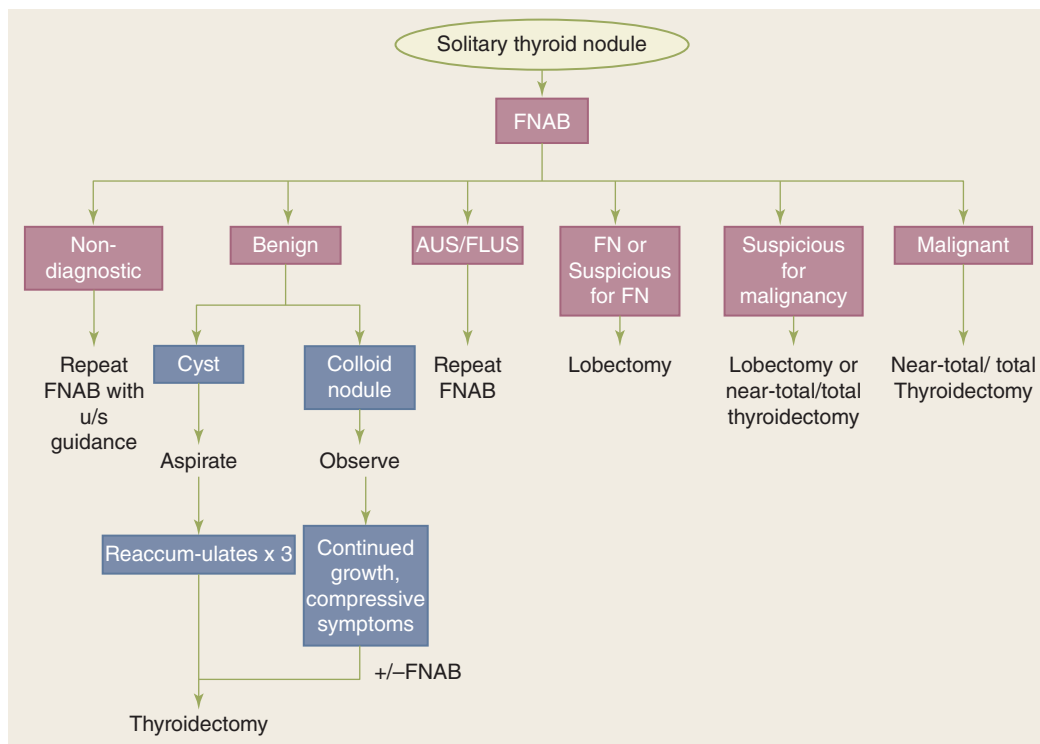 Solitary thyroid nodule
FNAB
Non-
diagnostic
Benign
AUS/FLUS
FN or
Suspicious
for FN
Suspicious
for
malignancy
Malignant
Repeat
FNAB with
u/s
guidance
Cyst
Colloid
nodule
Repeat
FNAB
Lobectomy
Lobectomy or
near-total/total
thyroidectomy
Near-total/ total
Thyroidectomy
Aspirate
Observe
Reaccum-ulates x 3
Continued
growth,
compressive
symptoms
+/–FNAB
Thyroidectomy